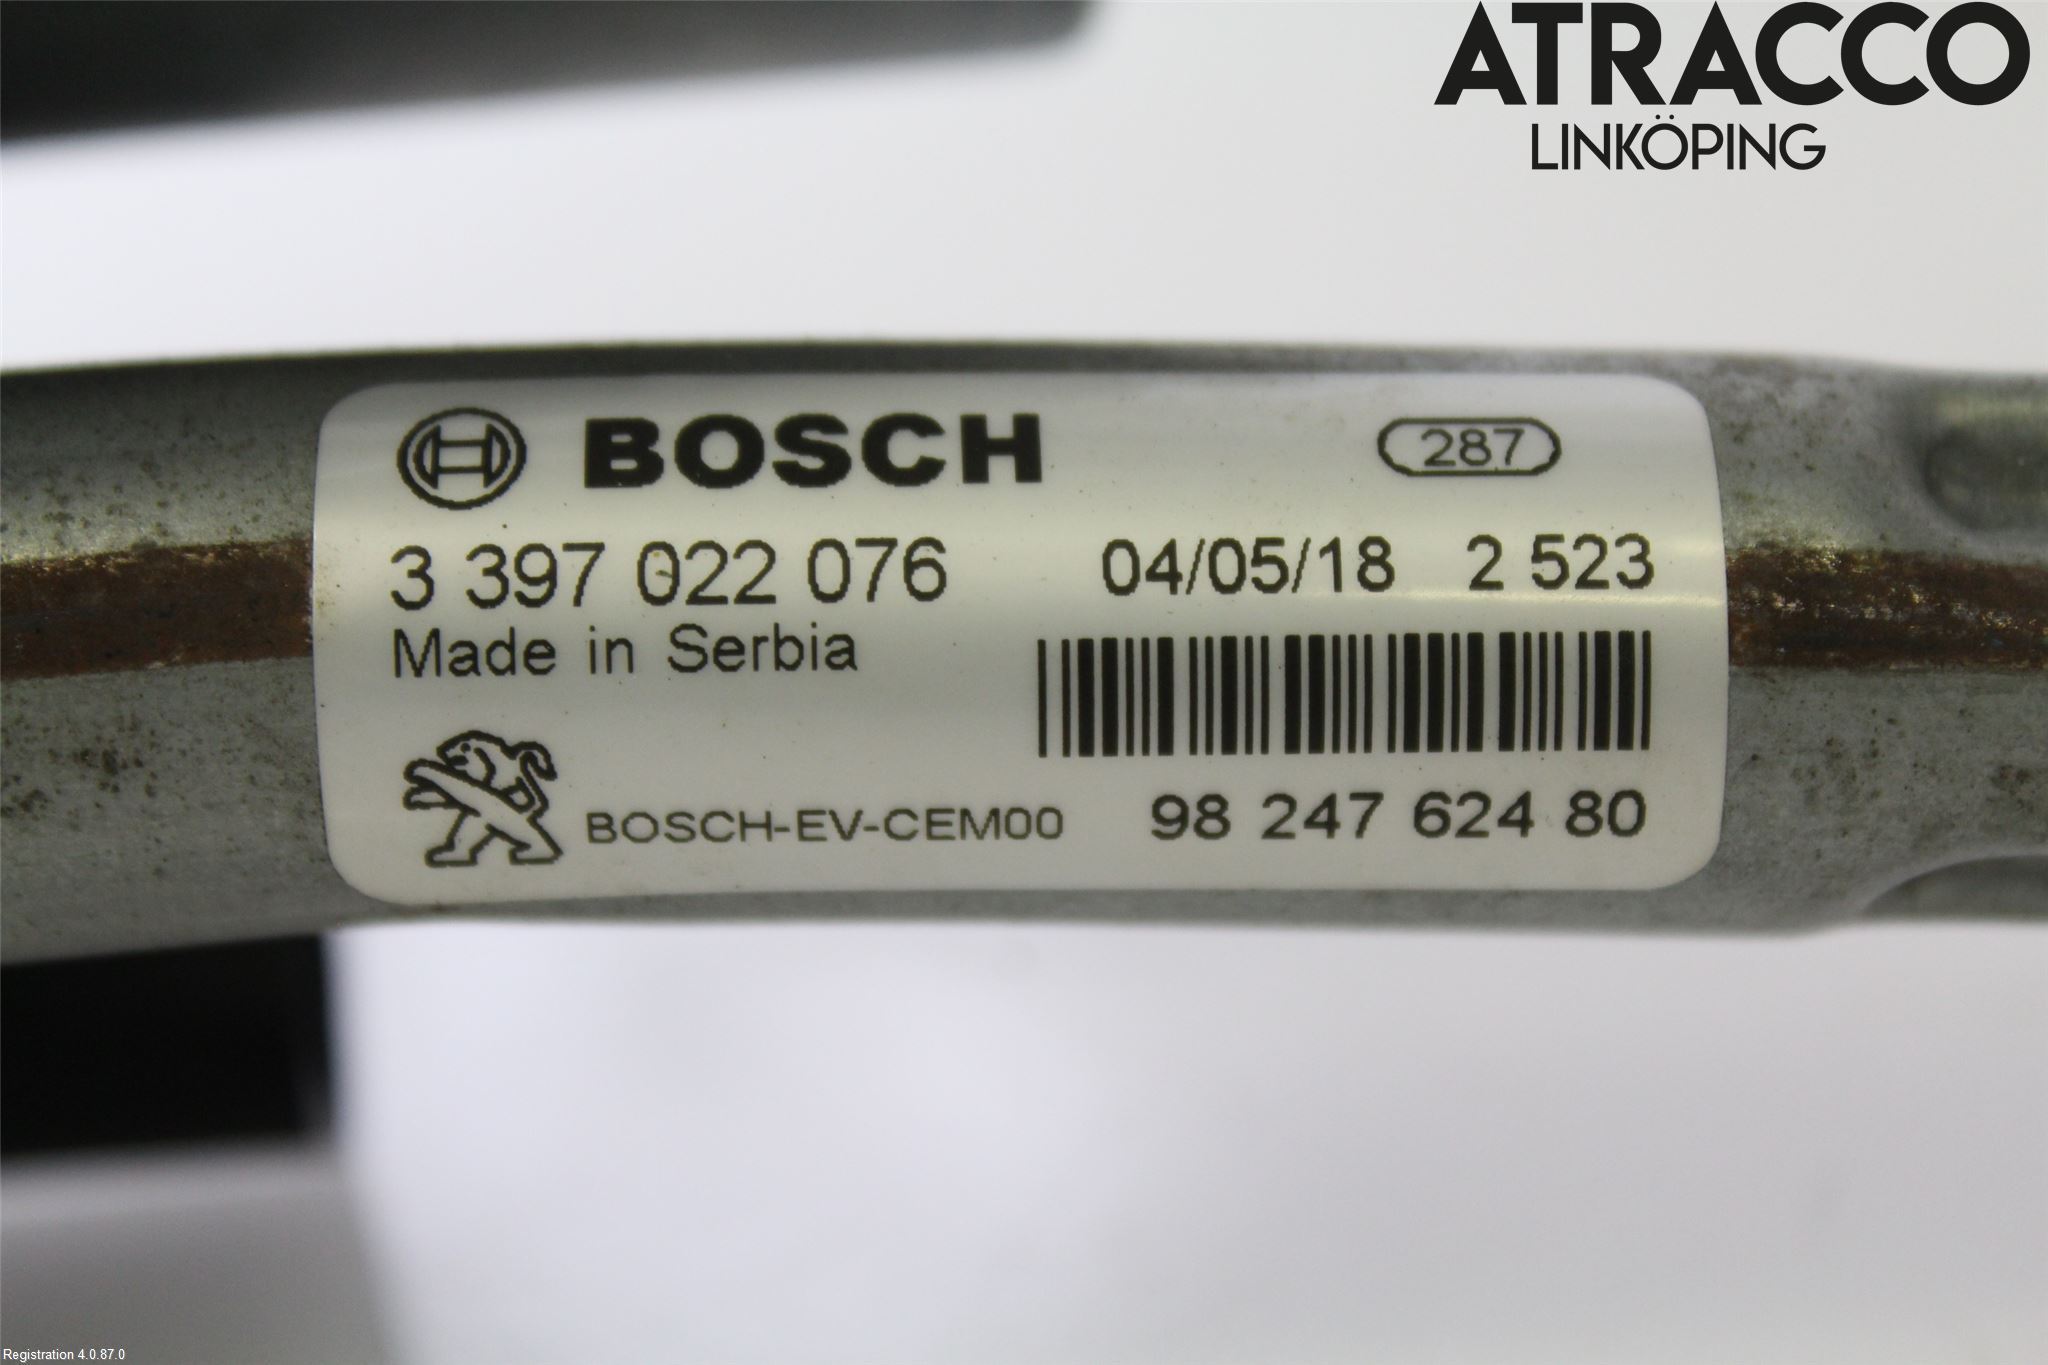 ATRACCO
LINKÖPING
BOSCH 287
3 397 022 076 04/05/18 2 523
Made in Serbia
BOSCH-EV-CEM00 98 247 624 80
Registration 4.0.87.0